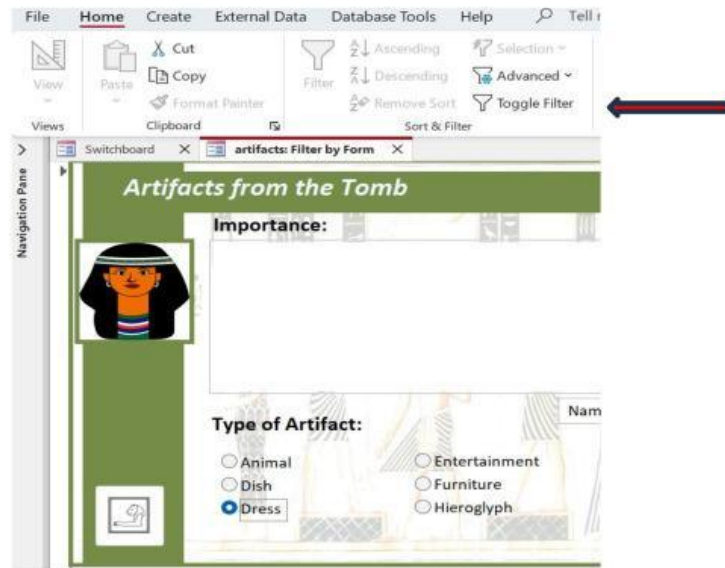 File Home Create External Data Database Tools Help Tell
Cut Ascending Selection
Copy Descending Advanced
View Paste Format Painter Filter Remove Sort Toggle Filter
Views Clipboard Sort & Filter
Switchboard artifacts: Filter by Form
Navigation Pane
Artifacts from the Tomb
Importance:
Nam
Type of Artifact:
Animal Entertainment
Dish Furniture
Dress Hieroglyph